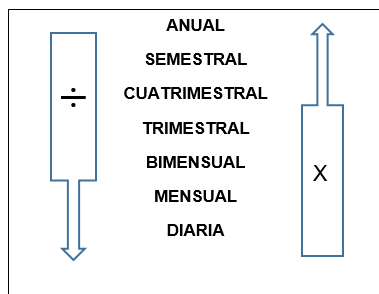 ANUAL
SEMESTRAL
÷
CUATRIMESTRAL
TRIMESTRAL
BIMENSUAL
X
MENSUAL
DIARIA